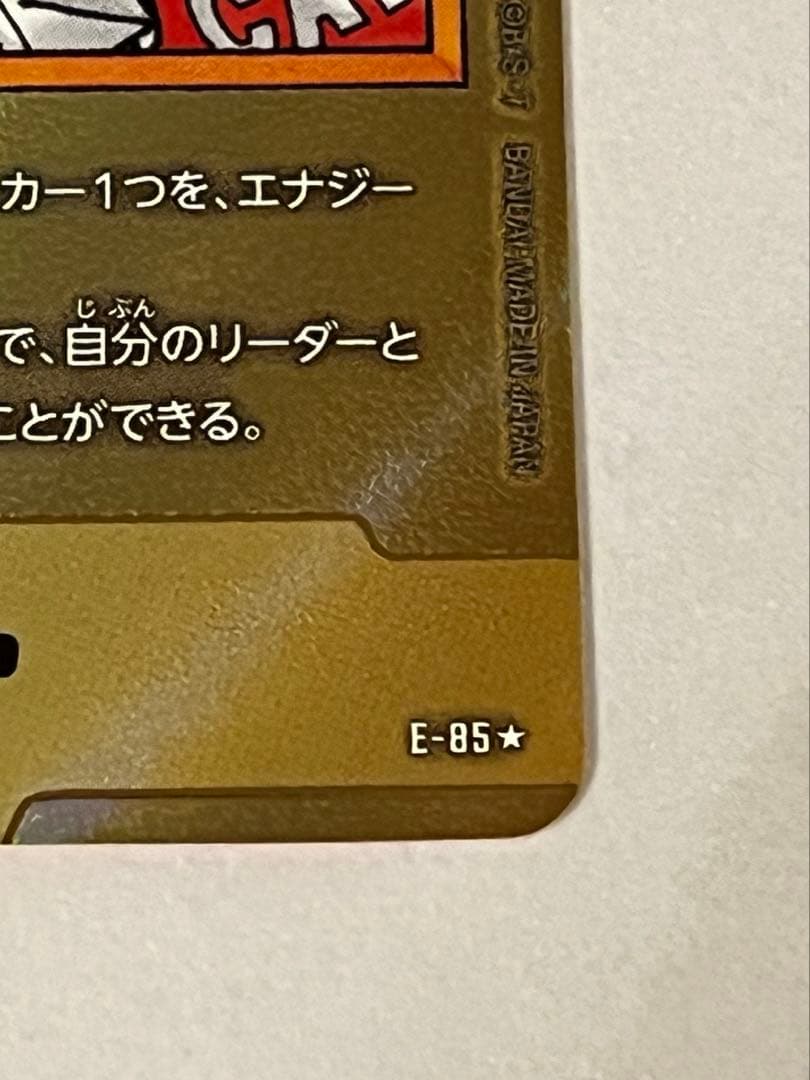 カー1つを、エナジー
で、自分のリーダーと
じ ぶん
ことができる。
©B･S･T BANDAI･MADE IN JAPAN
E-85★